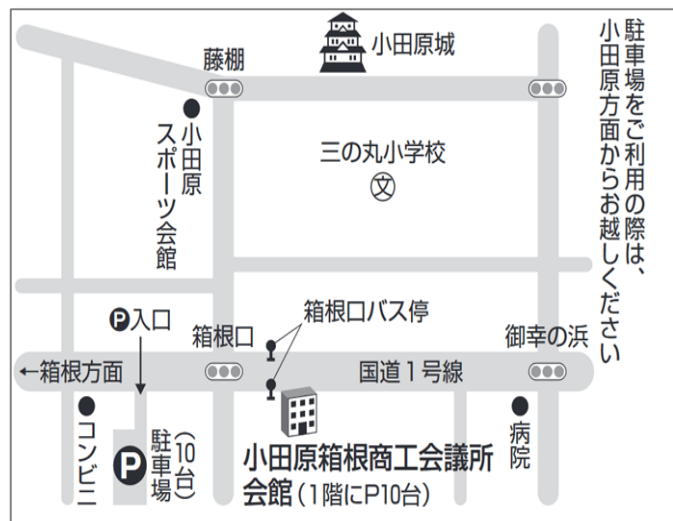 駐車場をご利用の際は、
小田原方面からお越しください
小田原城
藤棚
小田原
スポーツ会館
三の丸小学校
文
P入口
箱根口
箱根口バス停
御幸の浜
←箱根方面
国道1号線
コンビニ
P
駐車場
(10台)
病院
小田原箱根商工会議所
会館(1階にP10台)